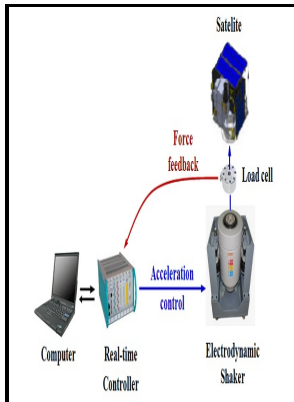 Satelite
Force
feedback
Load cell
Acceleration
control
Computer
Real-time
Controller
Electrodynamic
Shaker